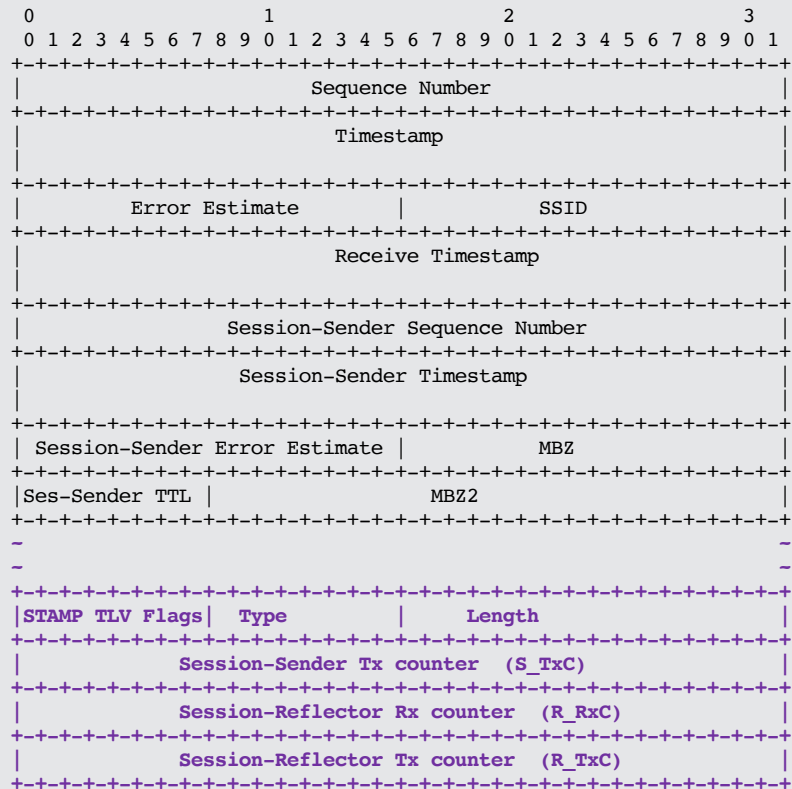 0                   1                   2                   3
 0 1 2 3 4 5 6 7 8 9 0 1 2 3 4 5 6 7 8 9 0 1 2 3 4 5 6 7 8 9 0 1
+-+-+-+-+-+-+-+-+-+-+-+-+-+-+-+-+-+-+-+-+-+-+-+-+-+-+-+-+-+-+-+-+
|                        Sequence Number                        |
+-+-+-+-+-+-+-+-+-+-+-+-+-+-+-+-+-+-+-+-+-+-+-+-+-+-+-+-+-+-+-+-+
|                          Timestamp                            |
|                                                               |
+-+-+-+-+-+-+-+-+-+-+-+-+-+-+-+-+-+-+-+-+-+-+-+-+-+-+-+-+-+-+-+-+
|         Error Estimate        |           SSID                |
+-+-+-+-+-+-+-+-+-+-+-+-+-+-+-+-+-+-+-+-+-+-+-+-+-+-+-+-+-+-+-+-+
|                          Receive Timestamp                    |
|                                                               |
+-+-+-+-+-+-+-+-+-+-+-+-+-+-+-+-+-+-+-+-+-+-+-+-+-+-+-+-+-+-+-+-+
|                 Session-Sender Sequence Number                |
+-+-+-+-+-+-+-+-+-+-+-+-+-+-+-+-+-+-+-+-+-+-+-+-+-+-+-+-+-+-+-+-+
|                  Session-Sender Timestamp                     |
|                                                               |
+-+-+-+-+-+-+-+-+-+-+-+-+-+-+-+-+-+-+-+-+-+-+-+-+-+-+-+-+-+-+-+-+
| Session-Sender Error Estimate |           MBZ                 |
+-+-+-+-+-+-+-+-+-+-+-+-+-+-+-+-+-+-+-+-+-+-+-+-+-+-+-+-+-+-+-+-+
|Ses-Sender TTL |                  MBZ2                         |
+-+-+-+-+-+-+-+-+-+-+-+-+-+-+-+-+-+-+-+-+-+-+-+-+-+-+-+-+-+-+-+-+
~                                                               ~
~                                                               ~
+-+-+-+-+-+-+-+-+-+-+-+-+-+-+-+-+-+-+-+-+-+-+-+-+-+-+-+-+-+-+-+-+
|STAMP TLV Flags|  Type         |     Length                    |
+-+-+-+-+-+-+-+-+-+-+-+-+-+-+-+-+-+-+-+-+-+-+-+-+-+-+-+-+-+-+-+-+
|             Session-Sender Tx counter  (S_TxC)                |
+-+-+-+-+-+-+-+-+-+-+-+-+-+-+-+-+-+-+-+-+-+-+-+-+-+-+-+-+-+-+-+-+
|             Session-Reflector Rx counter  (R_RxC)             |
+-+-+-+-+-+-+-+-+-+-+-+-+-+-+-+-+-+-+-+-+-+-+-+-+-+-+-+-+-+-+-+-+
|             Session-Reflector Tx counter  (R_TxC)             |
+-+-+-+-+-+-+-+-+-+-+-+-+-+-+-+-+-+-+-+-+-+-+-+-+-+-+-+-+-+-+-+-+